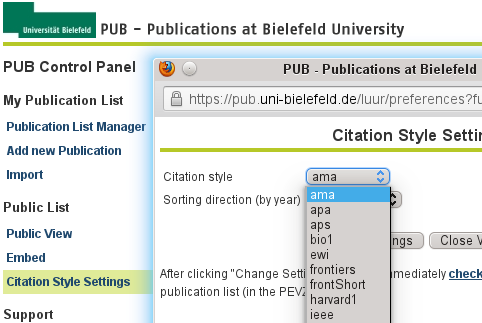 Universität Bielefeld
PUB – Publications at Bielefeld University
PUB Control Panel
My Publication List
Publication List Manager
Add new Publication
Import
Public List
Public View
Embed
Citation Style Settings
Support
PUB - Publications at Bielefeld
https://pub.uni-bielefeld.de/luur/preferences?fu
Citation Style Settin
Citation style
ama
Sorting direction (by year)
ama
apa
aps
bio1
ewi
frontiers
frontShort
harvard1
ieee
ngs
Close V
After clicking "Change Setti
mmediately check
publication list (in the PEVZ